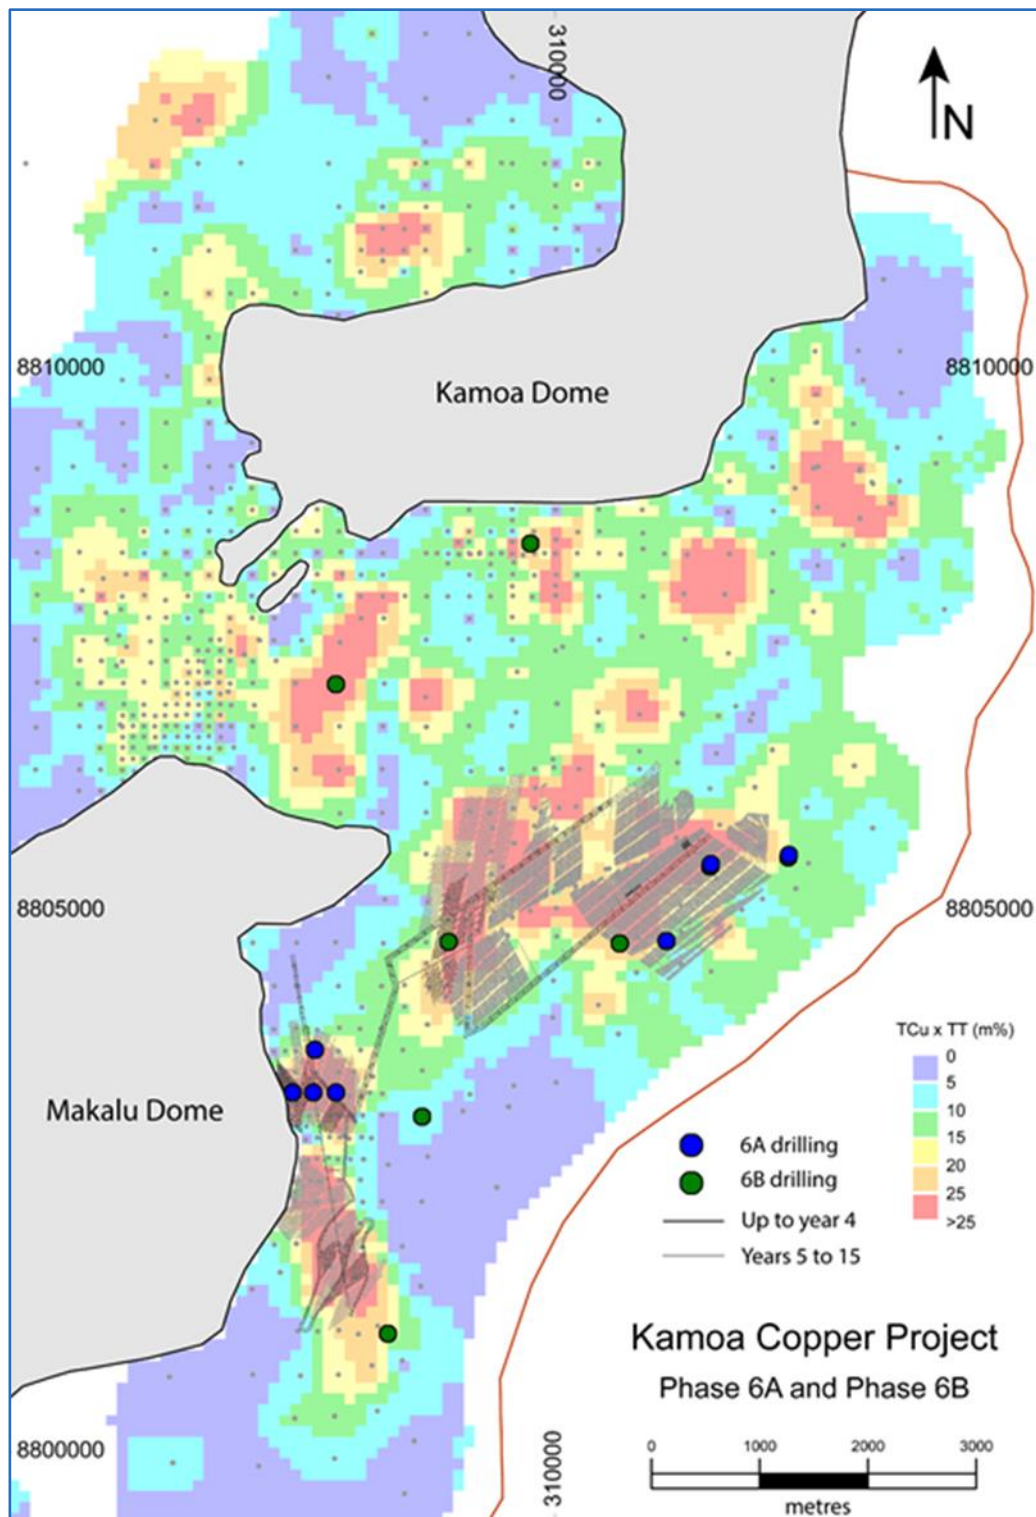 310000
N
8810000
8810000
Kamoa Dome
8805000
8805000
TCu x TT (m%)
0
5
10
15
20
25
>25
Makalu Dome
6A drilling
6B drilling
Up to year 4
Years 5 to 15
Kamoa Copper Project
Phase 6A and Phase 6B
8800000
310000
0 1000 2000 3000
metres